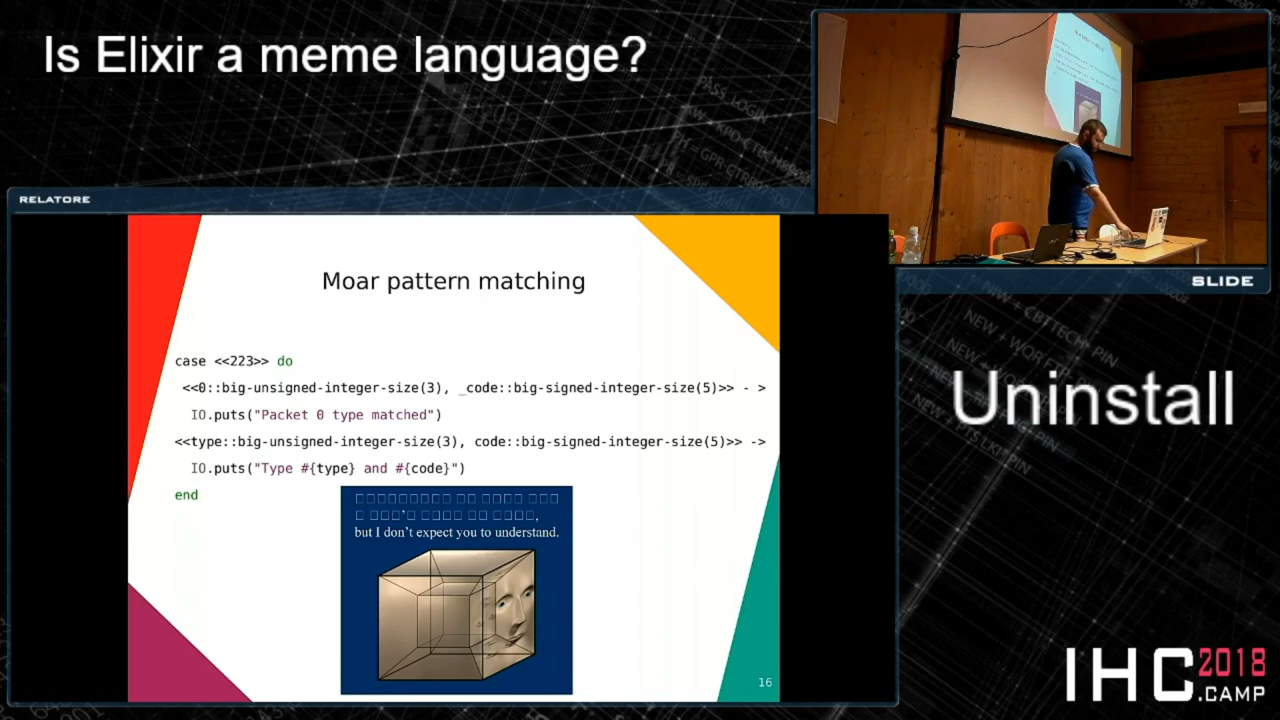 Is Elixir a meme language?
RELATORE
Moar pattern matching
case <<223>> do
<<0::big-unsigned-integer-size(3), _code::big-signed-integer-size(5)>> - >
IO.puts("Packet 0 type matched")
<<type::big-unsigned-integer-size(3), code::big-signed-integer-size(5)>> ->
IO.puts("Type #{type} and #{code}")
end
but I don't expect you to understand.
16
SLIDE
Uninstall
IHC 2018
.CAMP